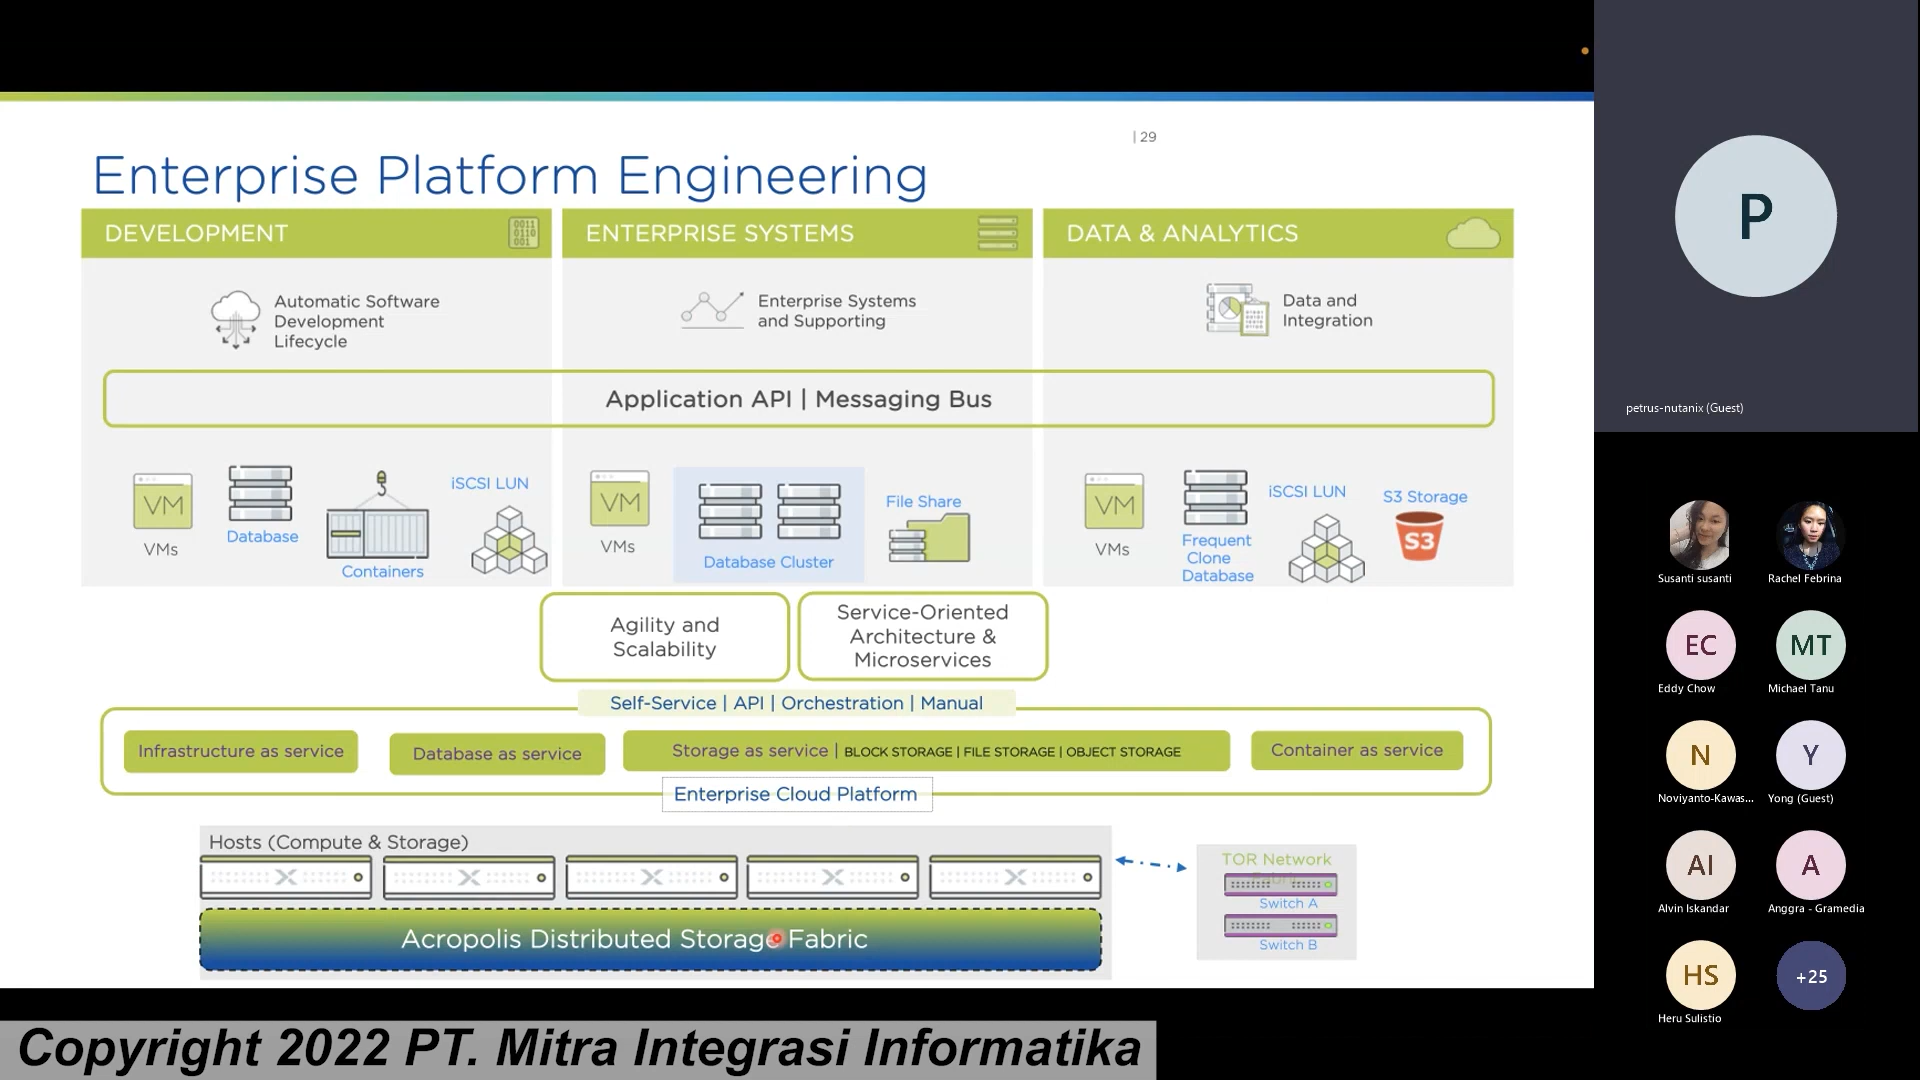 | 29
Enterprise Platform Engineering
DEVELOPMENT
0011
0110
001
ENTERPRISE SYSTEMS
DATA & ANALYTICS
Automatic Software
Development
Lifecycle
Enterprise Systems
and Supporting
Data and
Integration
Application API | Messaging Bus
VM
VMs
Database
Containers
iSCSI LUN
VM
VMs
Database Cluster
File Share
VM
VMs
Frequent
Clone
Database
iSCSI LUN
S3 Storage
S3
Agility and
Scalability
Service-Oriented
Architecture &
Microservices
Self-Service | API | Orchestration | Manual
Infrastructure as service
Database as service
Storage as service | BLOCK STORAGE | FILE STORAGE | OBJECT STORAGE
Container as service
Enterprise Cloud Platform
Hosts (Compute & Storage)
Acropolis Distributed Storage Fabric
TOR Network
Switch A
Switch B
P
petrus-nutanix (Guest)
Susanti susanti
Rachel Febrina
EC
Eddy Chow
MT
Michael Tanu
N
Noviyanto-Kawas...
Y
Yong (Guest)
AI
Alvin Iskandar
A
Anggra - Gramedia
HS
Heru Sulistio
+25
Copyright 2022 PT. Mitra Integrasi Informatika